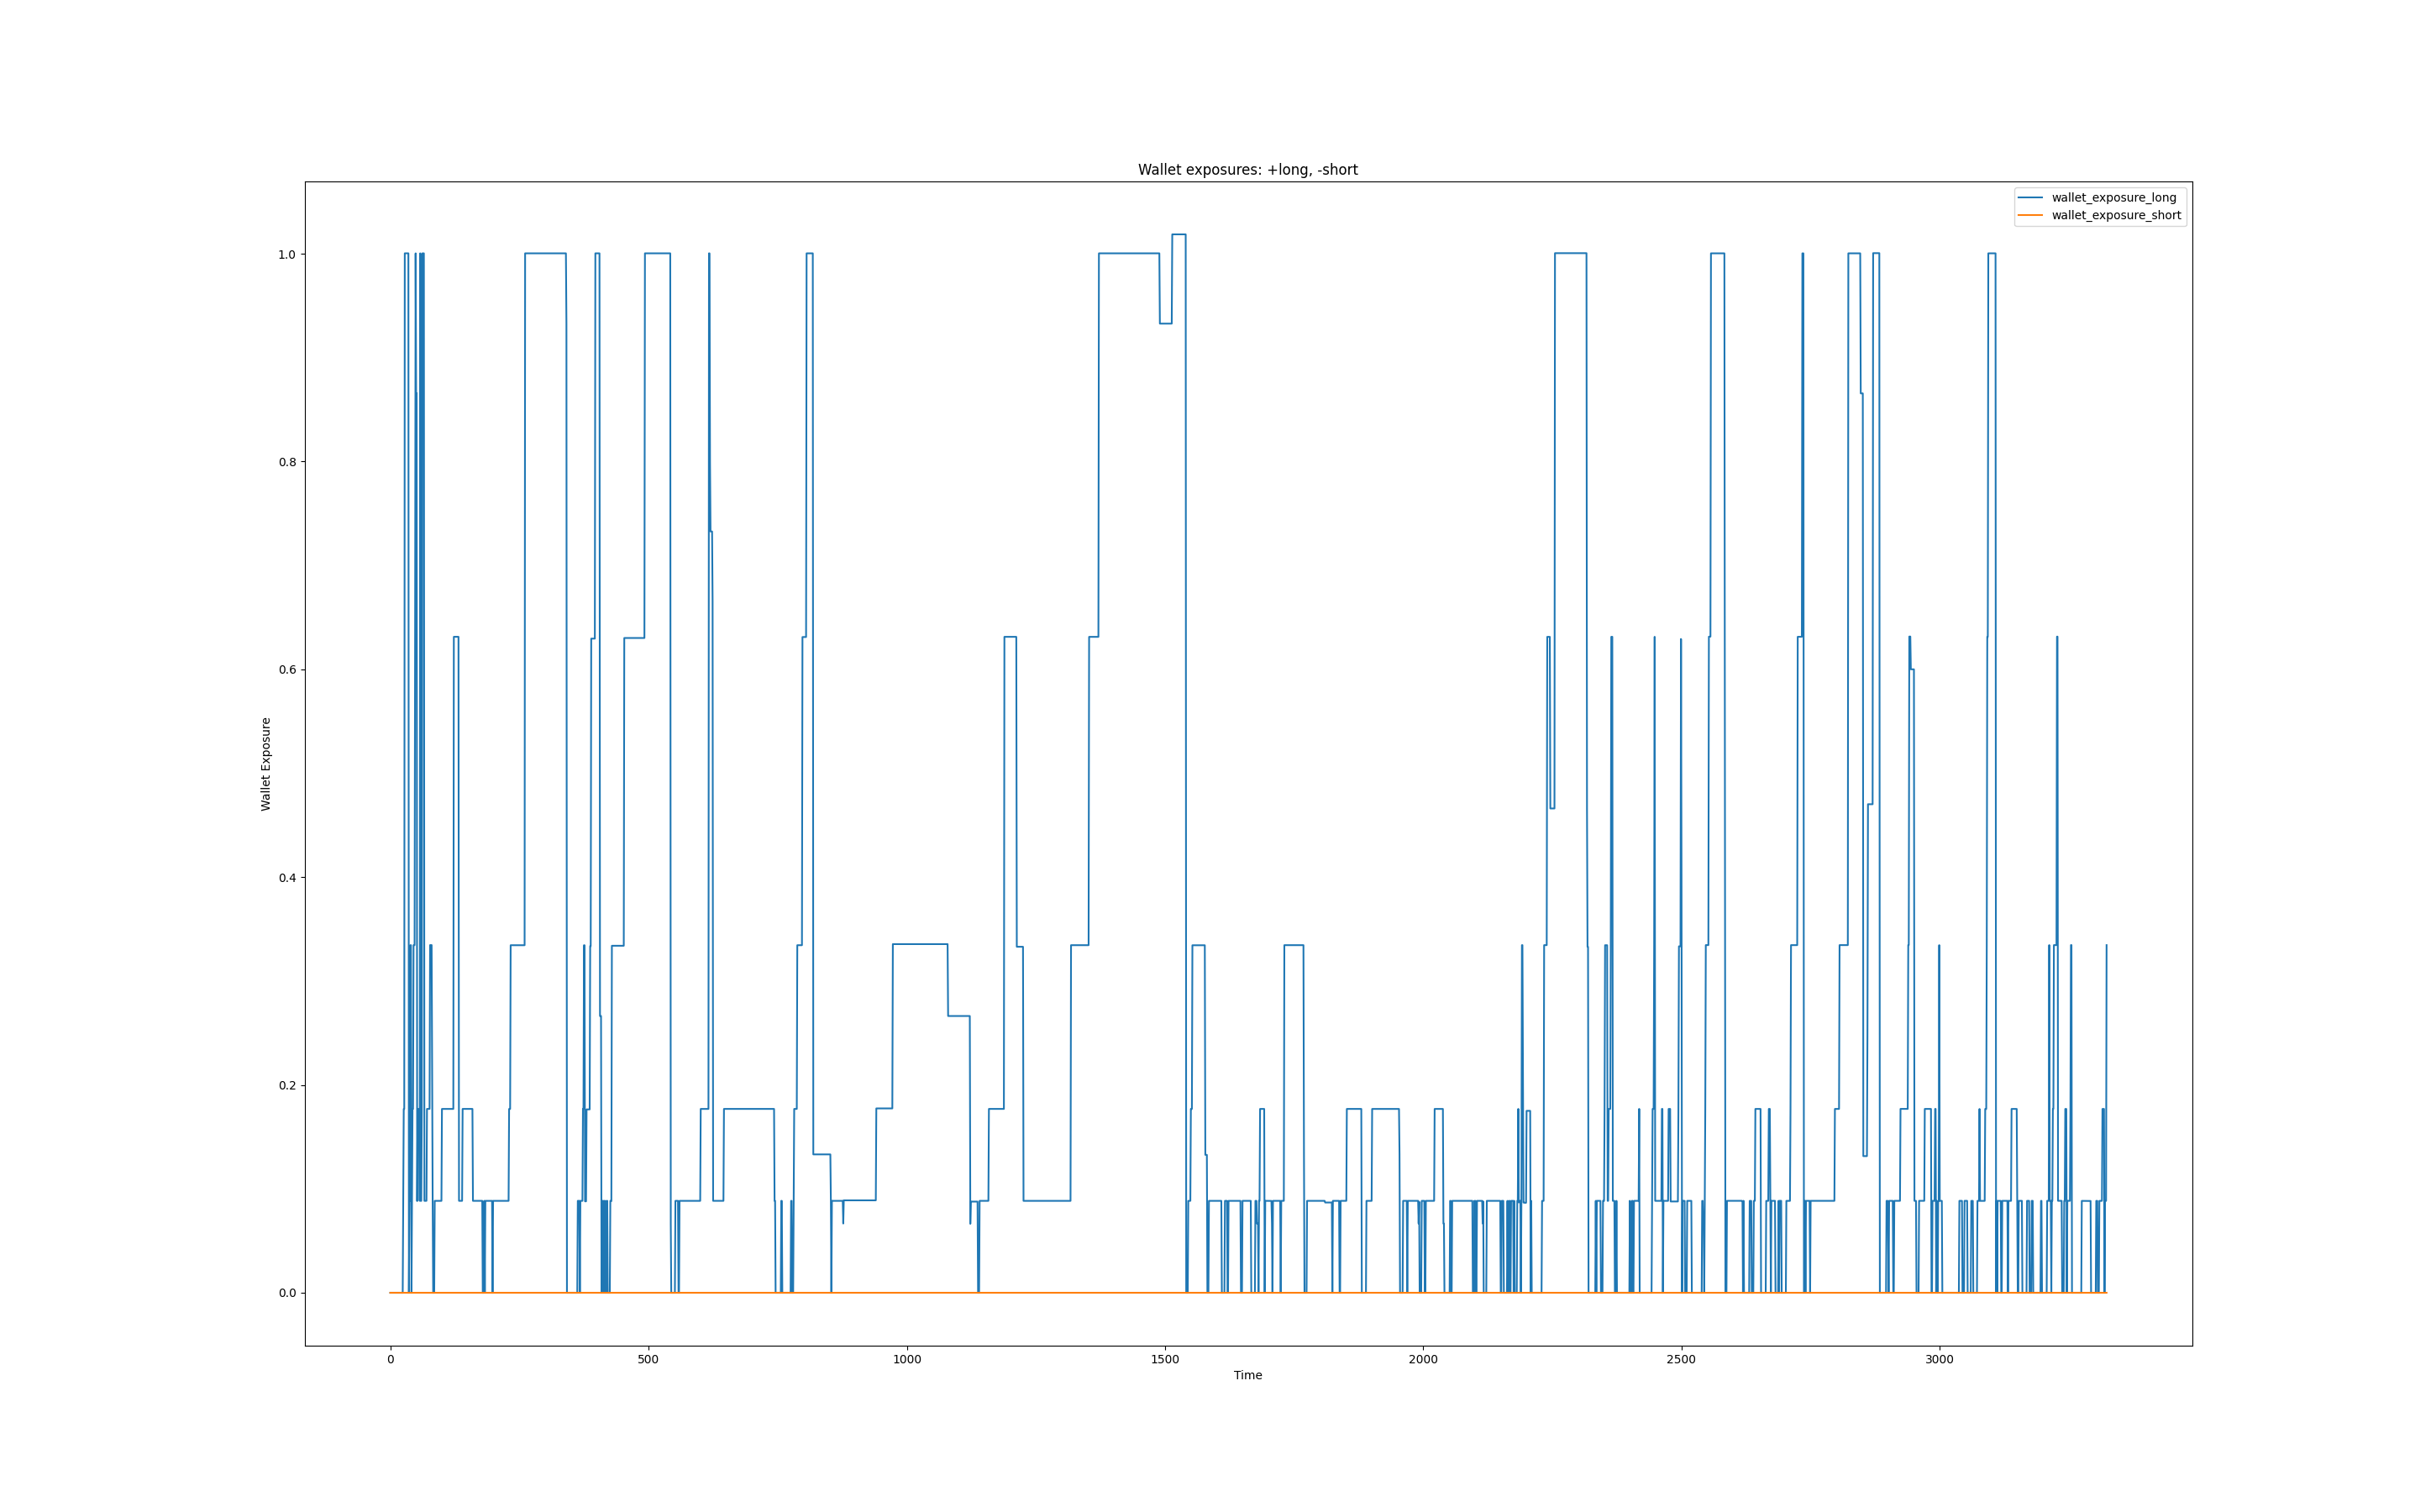 Wallet exposures: +long, -short
wallet_exposure_long
wallet_exposure_short
1.0
0.8
0.6
0.4
0.2
0.0
Wallet Exposure
0 500 1000 1500 2000 2500 3000
Time